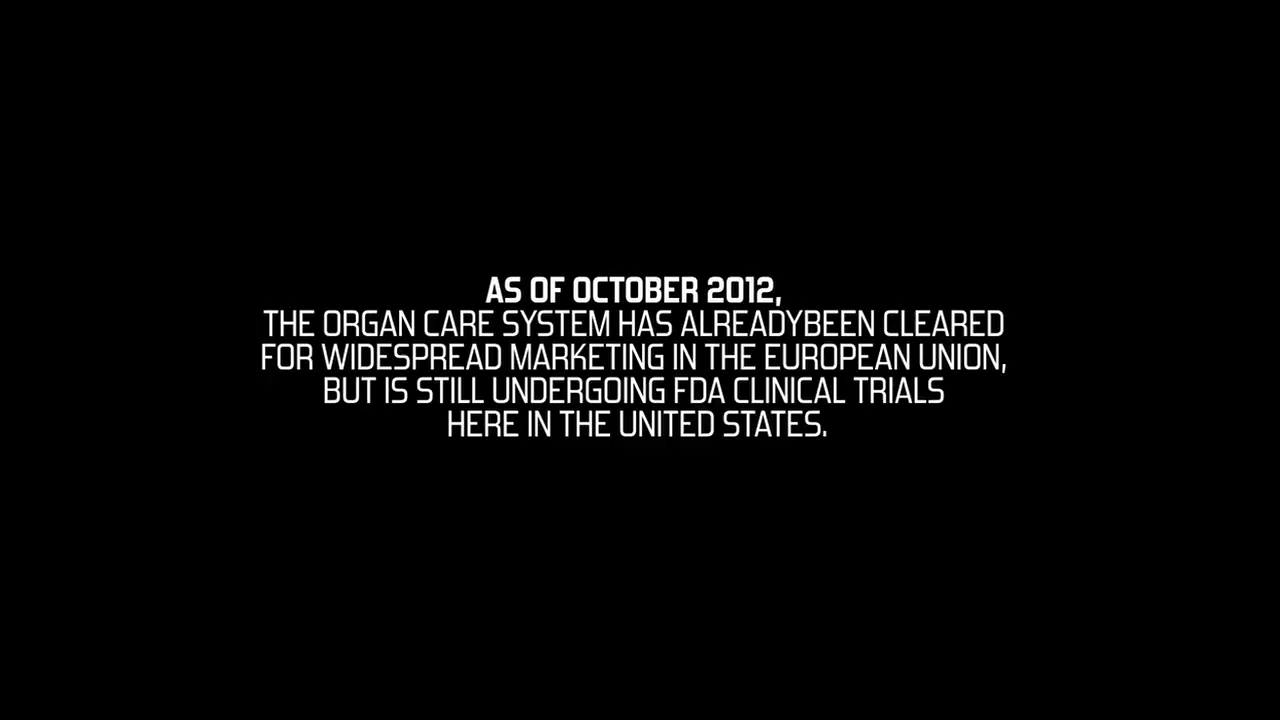 AS OF OCTOBER 2012,
THE ORGAN CARE SYSTEM HAS ALREADYBEEN CLEARED
FOR WIDESPREAD MARKETING IN THE EUROPEAN UNION,
BUT IS STILL UNDERGOING FDA CLINICAL TRIALS
HERE IN THE UNITED STATES.